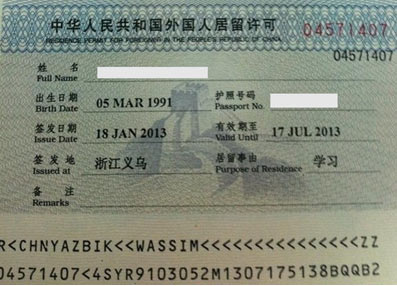 中华人民共和国外国人居留许可 04571407
RESIDENCE PERMIT FOR FOREIGNER IN THE PEOPLE'S REPUBLIC OF CHINA
04571407
姓 名
Full Name
出生日期 05 MAR 1991 护照号码
Birth Date Passport No.
签发日期 18 JAN 2013 有效期至 17 JUL 2013
Issue Date Valid Until
签发地 浙江义乌 居留事由 学习
Issued at Purpose of Residence
备 注
Remarks
R<CHNYAZBIK<<WASSIM<<<<<<<<<<<<<<<ZZ
04571407<4SYR9103052M1307175138BQQB2